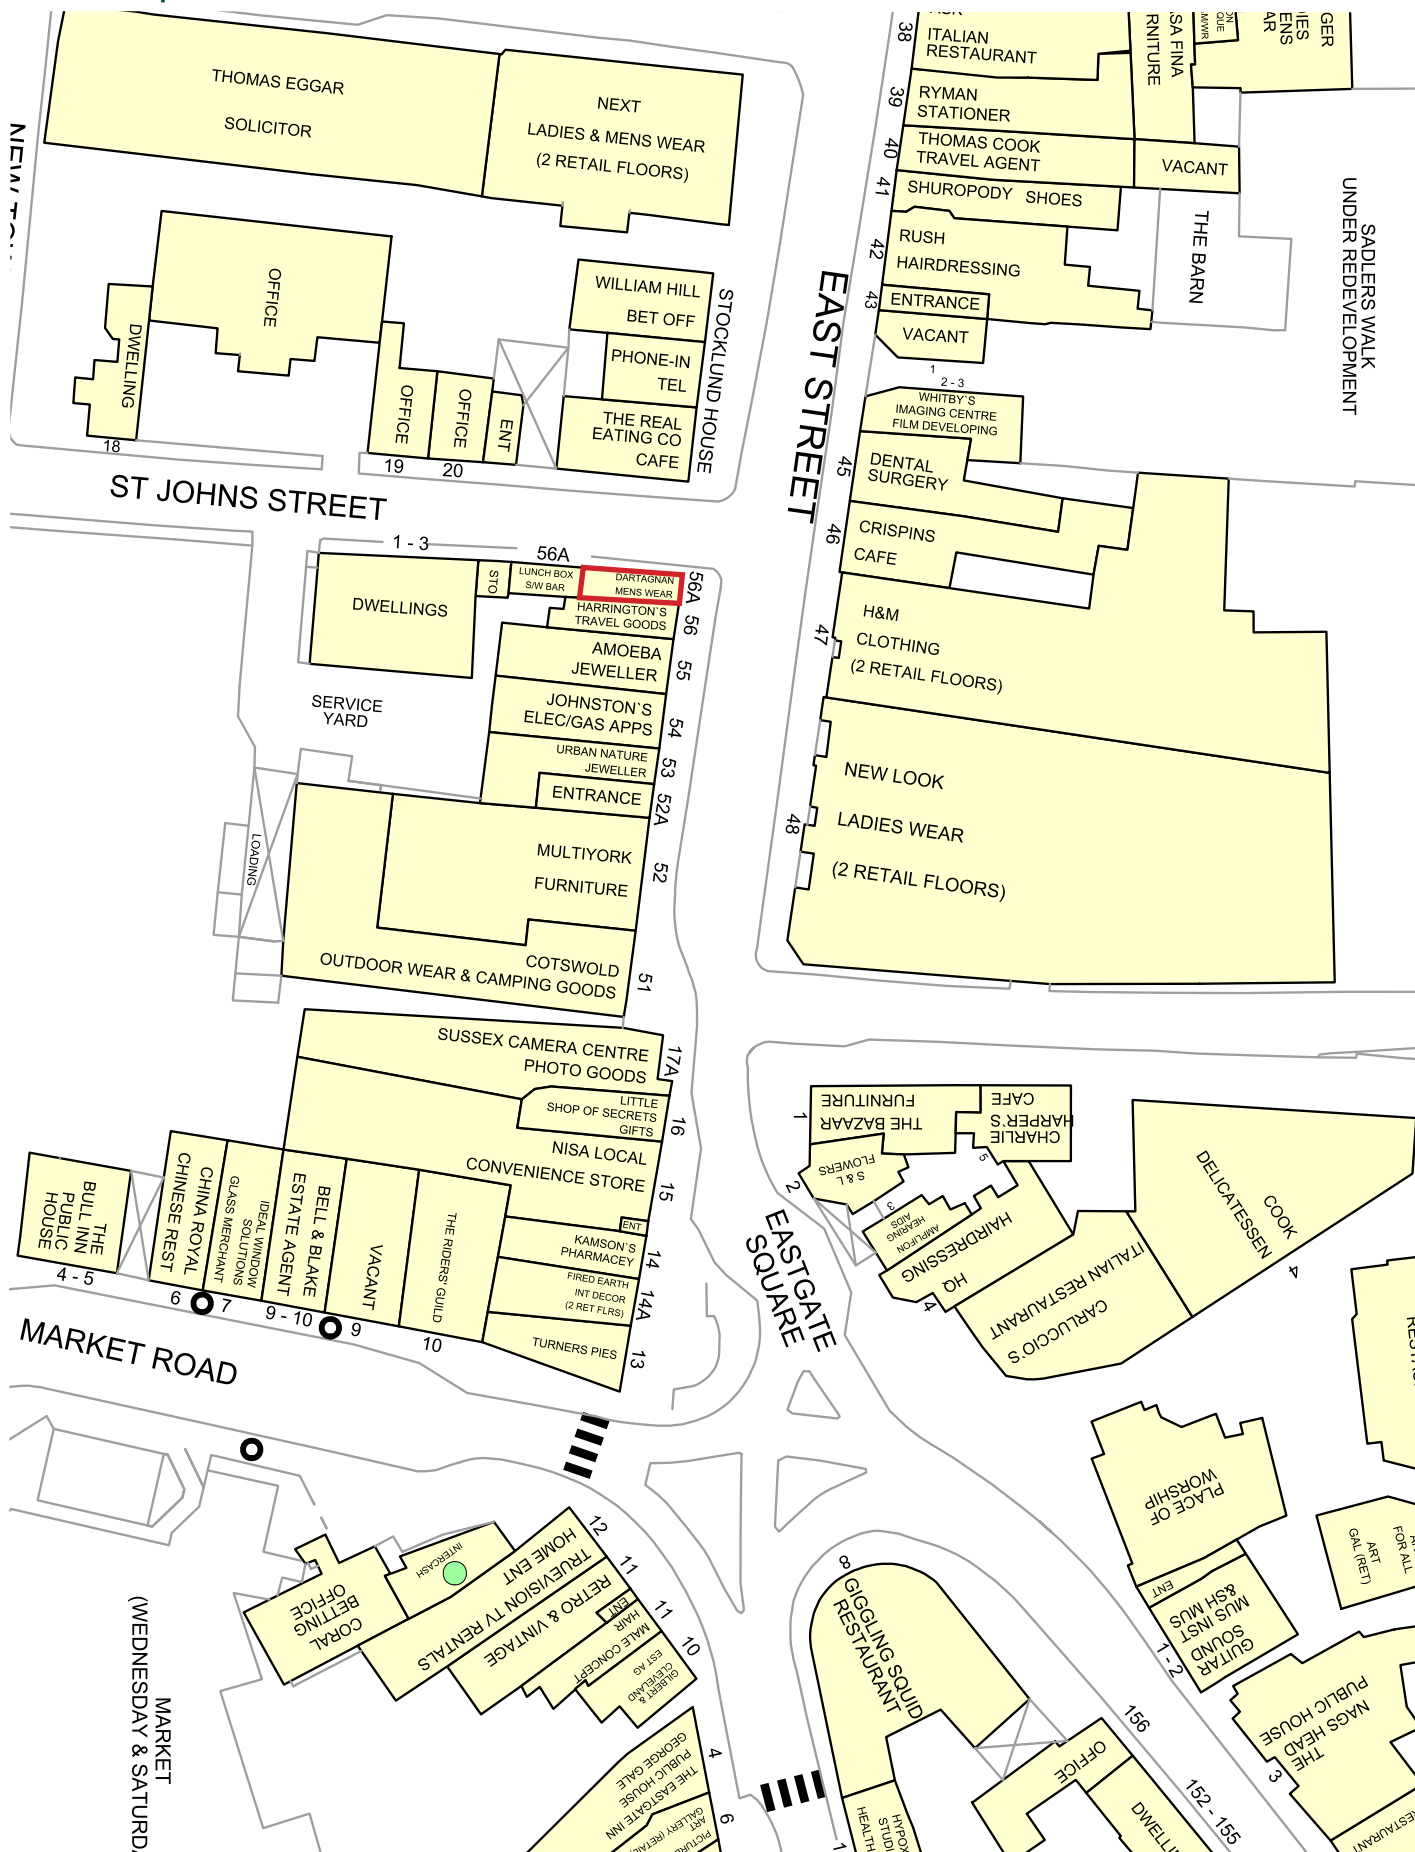 THOMAS EGGAR
SOLICITOR
NEXT
LADIES & MENS WEAR
(2 RETAIL FLOORS)
38
ITALIAN
RESTAURANT
39
RYMAN
STATIONER
40
THOMAS COOK
TRAVEL AGENT
VACANT
41
SHUROPODY SHOES
42
RUSH
HAIRDRESSING
THE BARN
SADLERS WALK
UNDER REDEVELOPMENT
43
ENTRANCE
VACANT
1
2 - 3
WHITBY`S
IMAGING CENTRE
FILM DEVELOPING
45
DENTAL
SURGERY
46
CRISPINS
CAFE
47
H&M
CLOTHING
(2 RETAIL FLOORS)
48
NEW LOOK
LADIES WEAR
(2 RETAIL FLOORS)
EAST STREET
OFFICE
DWELLING
18
OFFICE
19
OFFICE
20
ENT
WILLIAM HILL
BET OFF
PHONE-IN
TEL
THE REAL
EATING CO
CAFE
STOCKLUND HOUSE
ST JOHNS STREET
1 - 3
56A
DWELLINGS
STO
LUNCH BOX
S/W BAR
DARTAGNAN
MENS WEAR
56A
HARRINGTON`S
TRAVEL GOODS
56
AMOEBA
JEWELLER
55
JOHNSTON`S
ELEC/GAS APPS
54
URBAN NATURE
JEWELLER
53
ENTRANCE
52A
SERVICE
YARD
LOADING
MULTIYORK
FURNITURE
52
COTSWOLD
OUTDOOR WEAR & CAMPING GOODS
51
SUSSEX CAMERA CENTRE
PHOTO GOODS
17A
LITTLE
SHOP OF SECRETS
GIFTS
16
NISA LOCAL
CONVENIENCE STORE
15
ENT
KAMSON`S
PHARMACEY
14
FIRED EARTH
INT DECOR
(2 RET FLRS)
14A
TURNERS PIES
13
THE
BULL INN
PUBLIC
HOUSE
4 - 5
CHINA ROYAL
CHINESE REST
6
IDEAL WINDOW
SOLUTIONS
GLASS MERCHANT
7
BELL & BLAKE
ESTATE AGENT
9 - 10
VACANT
9
THE RIDERS' GUILD
10
MARKET ROAD
EASTGATE
SQUARE
1
THE BAZAAR
FURNITURE
CHARLIE
HARPER'S
CAFE
5
2
S & L
FLOWERS
3
AMPLIFON
HEARING
AIDS
HQ
HAIRDRESSING
4
CARLUCCIO'S
ITALIAN RESTAURANT
COOK
DELICATESSEN
4
PLACE OF
WORSHIP
ART
GAL (RET)
FOR ALL
ENT
GUITAR
SOUND
MUS INST
&SH MUS
1 - 2
THE
NAGS HEAD
PUBLIC HOUSE
3
156
OFFICE
152 - 155
8
GIGGLING SQUID
RESTAURANT
INTERCASH
CORAL
BETTING
OFFICE
12
TRUEVISION TV RENTALS
HOME ENT
11
RETRO & VINTAGE
ENT
11
MALE CONCEPT
HAIR
10
GILBERT &
CLEVELAND
EST AG
4
THE EASTGATE INN
PUBLIC HOUSE
GEORGE GALE
6
ART
MARKET